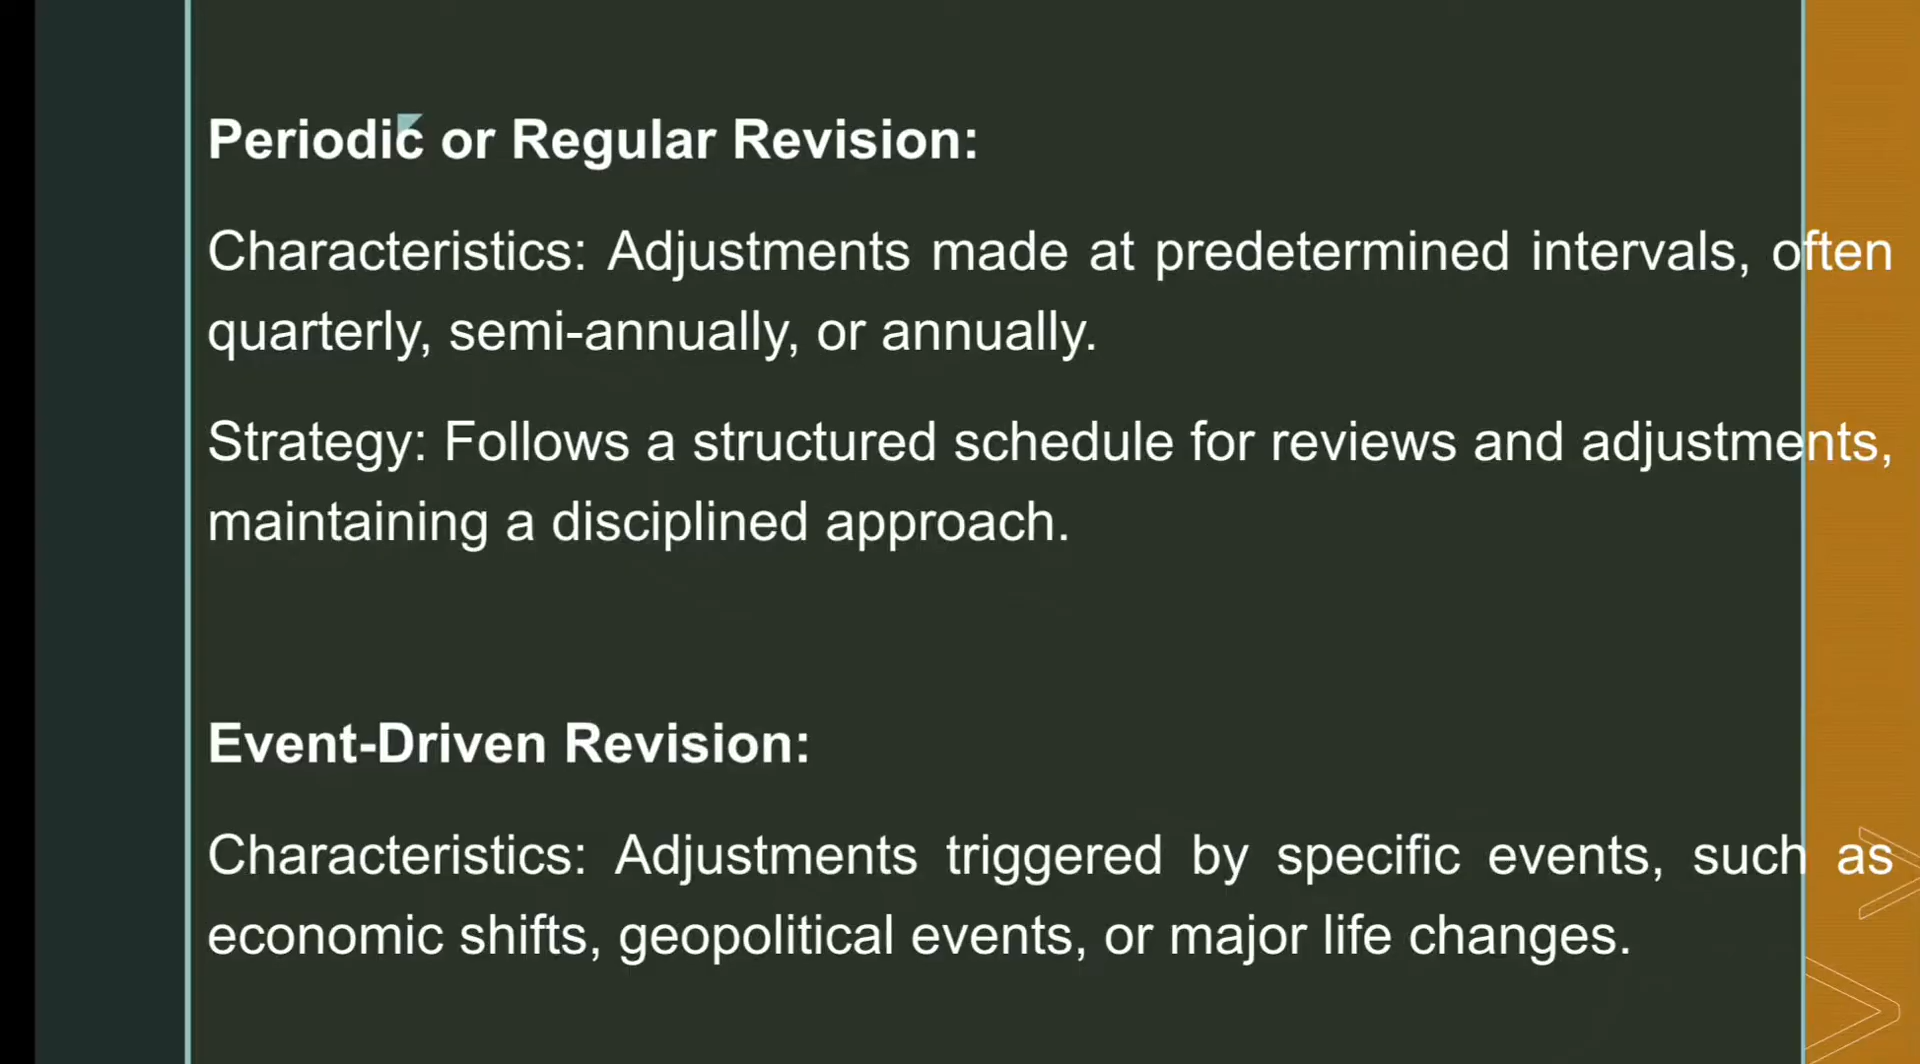 Periodic or Regular Revision:
Characteristics: Adjustments made at predetermined intervals, often
quarterly, semi-annually, or annually.
Strategy: Follows a structured schedule for reviews and adjustments,
maintaining a disciplined approach.
Event-Driven Revision:
Characteristics: Adjustments triggered by specific events, such as
economic shifts, geopolitical events, or major life changes.